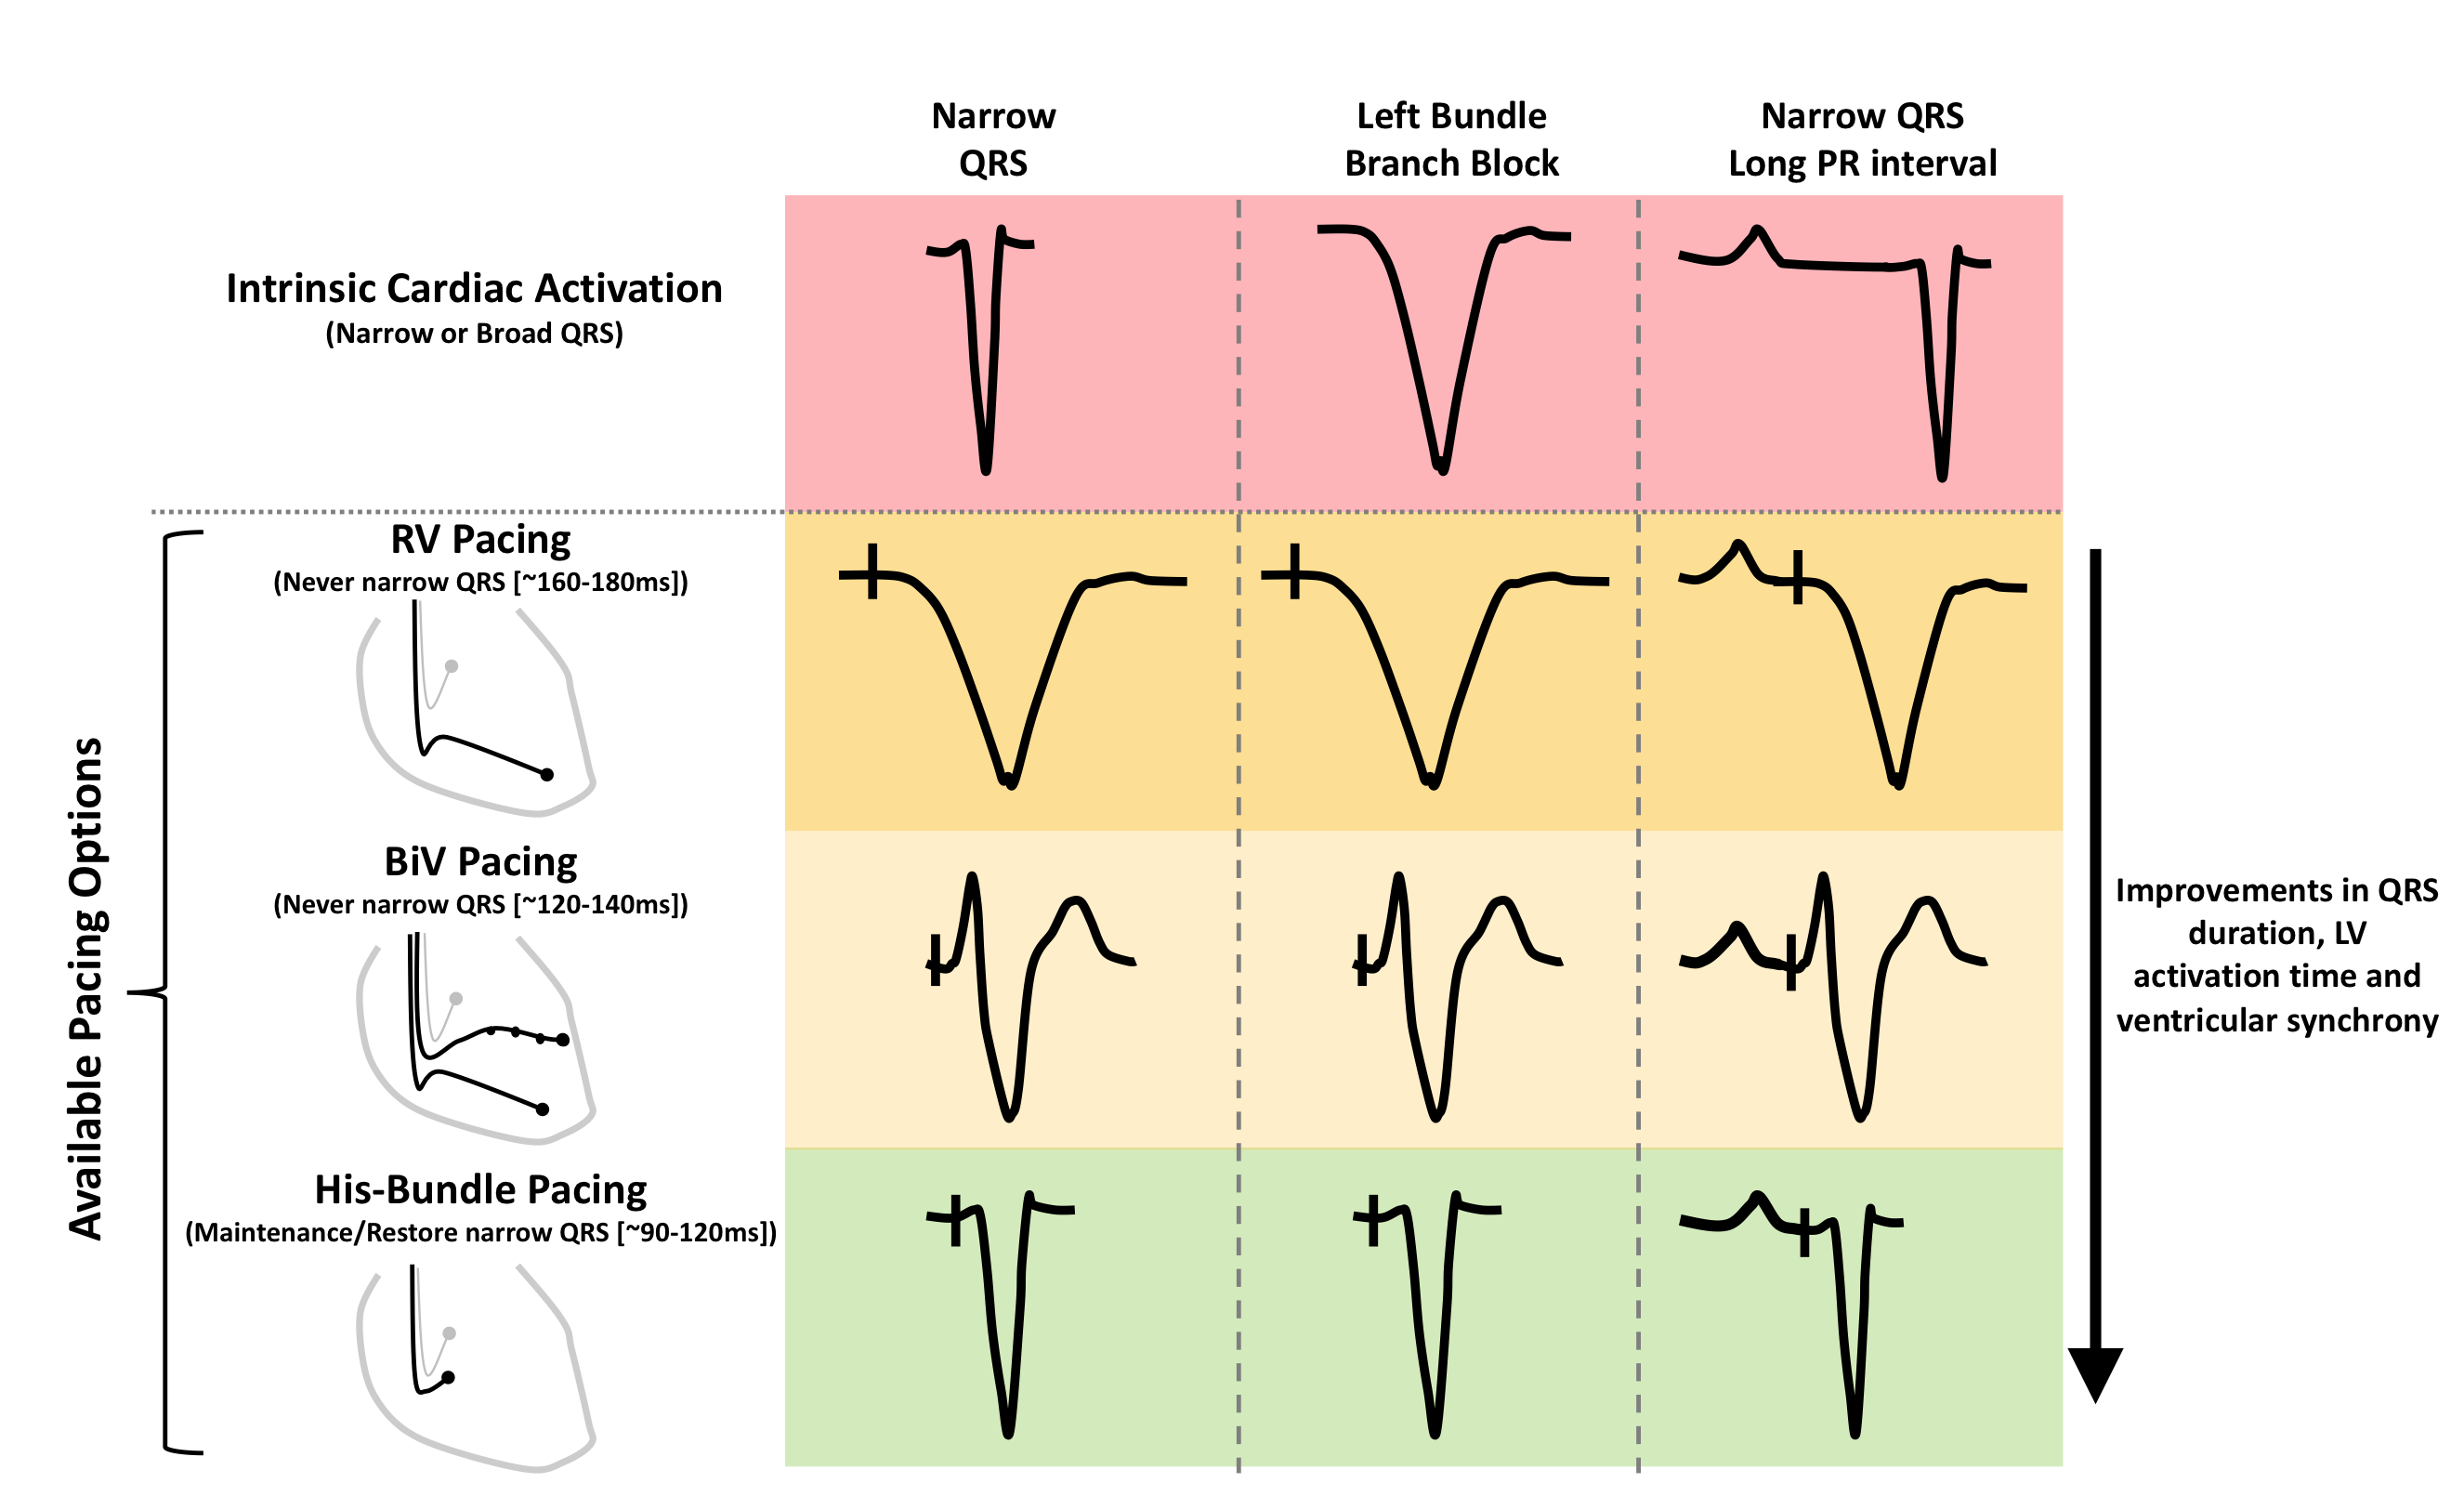 Narrow
QRS
Left Bundle
Branch Block
Narrow QRS
Long PR interval
Intrinsic Cardiac Activation
(Narrow or Broad QRS)
Available Pacing Options
RV Pacing
(Never narrow QRS [~160-180ms])
BiV Pacing
(Never narrow QRS [~120-140ms])
His-Bundle Pacing
(Maintenance/Restore narrow QRS [~90-120ms])
Improvements in QRS
duration, LV
activation time and
ventricular synchrony